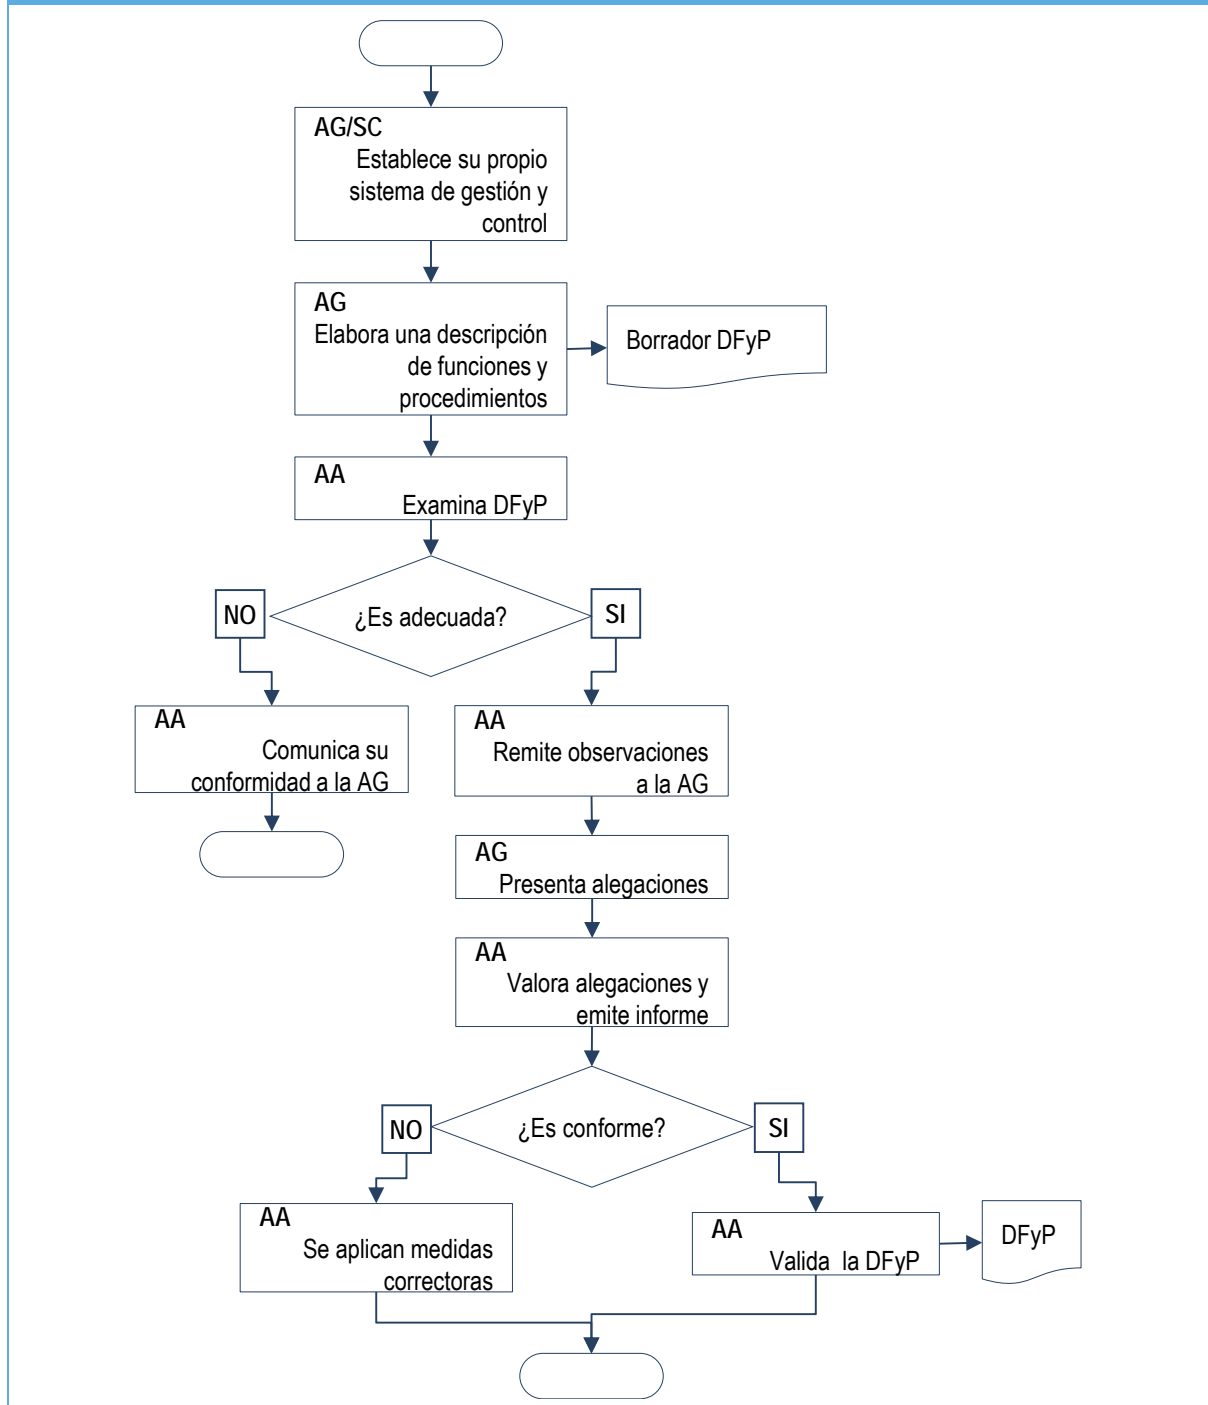 AG/SC
Establece su propio
sistema de gestión y
control
AG
Elabora una descripción
de funciones y
procedimientos
Borrador DFyP
AA
Examina DFyP
NO
¿Es adecuada?
SI
AA
Comunica su
conformidad a la AG
AA
Remite observaciones
a la AG
AG
Presenta alegaciones
AA
Valora alegaciones y
emite informe
NO
¿Es conforme?
SI
AA
Se aplican medidas
correctoras
AA
Valida la DFyP
DFyP